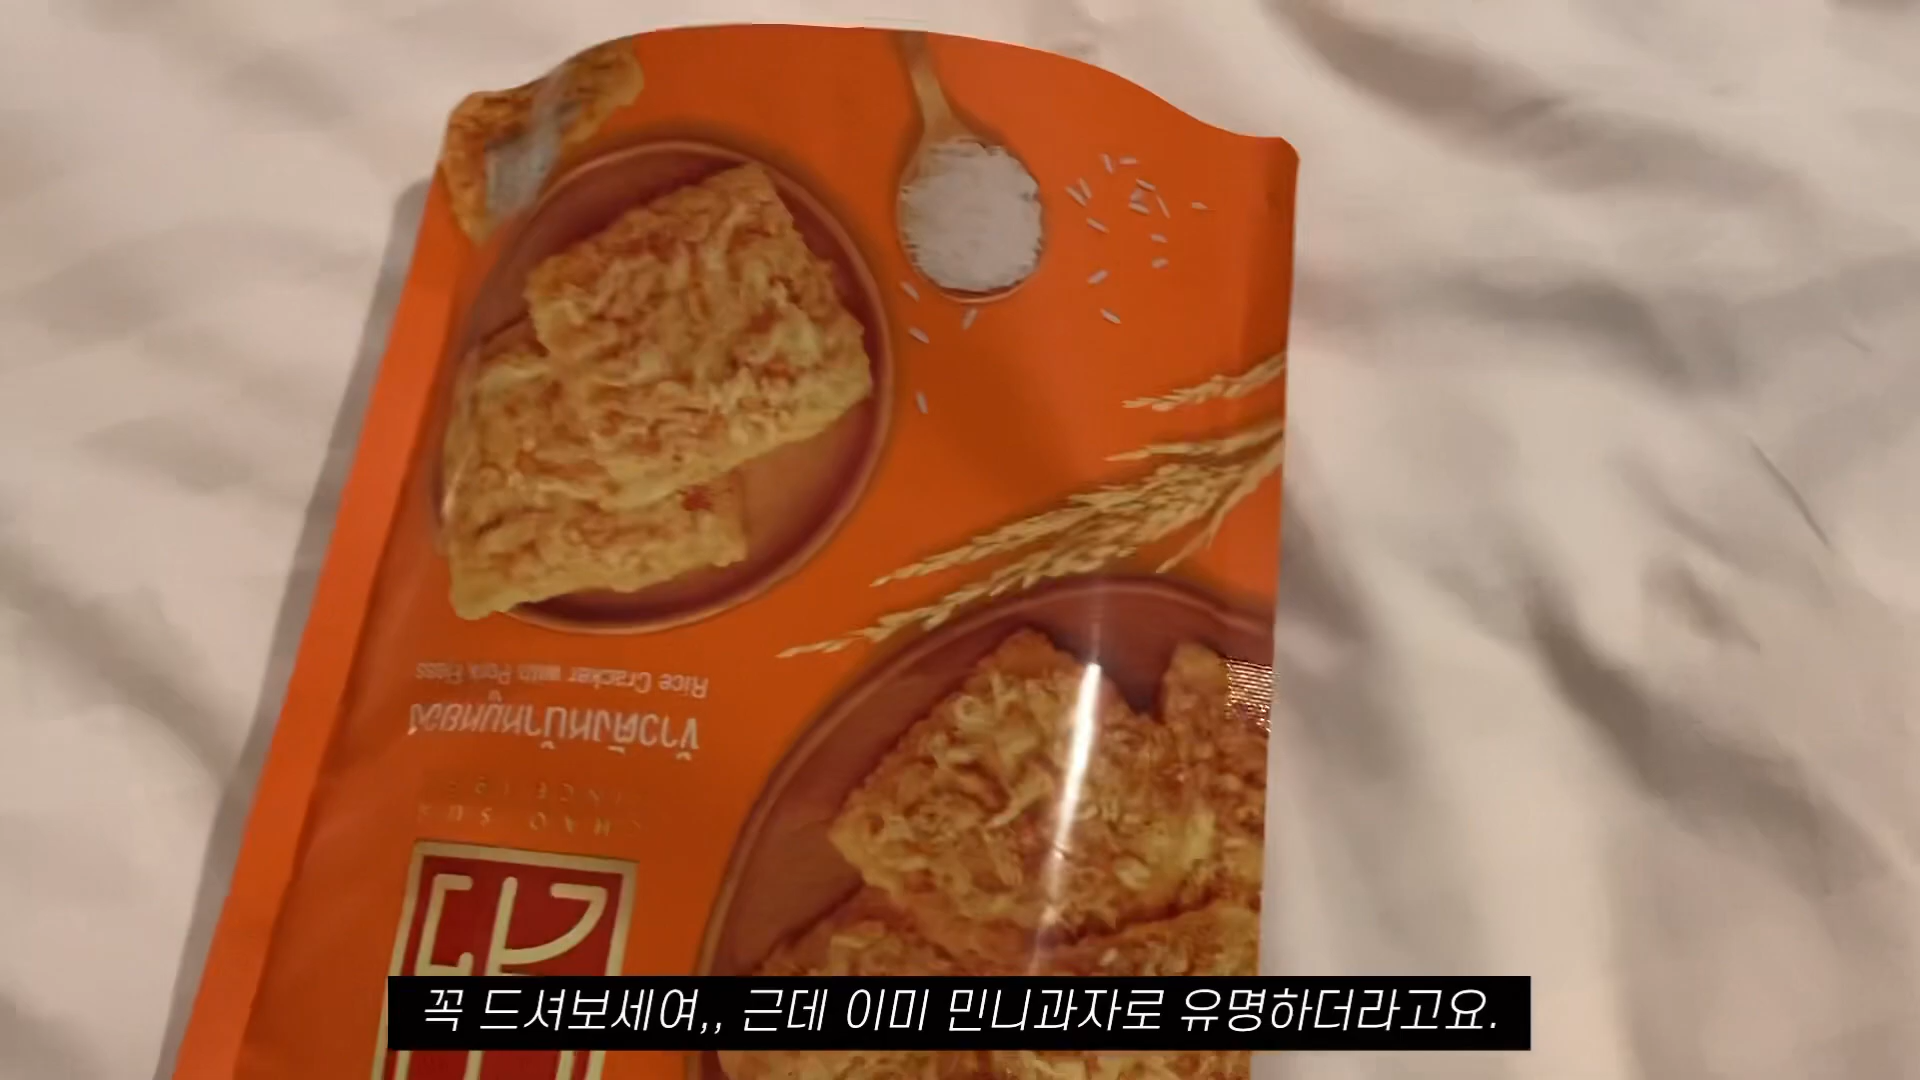 Rice Cracker with Pork Floss
ข้าวตังหน้าหมูหยอง
꼭 드셔보세여,, 근데 이미 민니과자로 유명하더라고요.